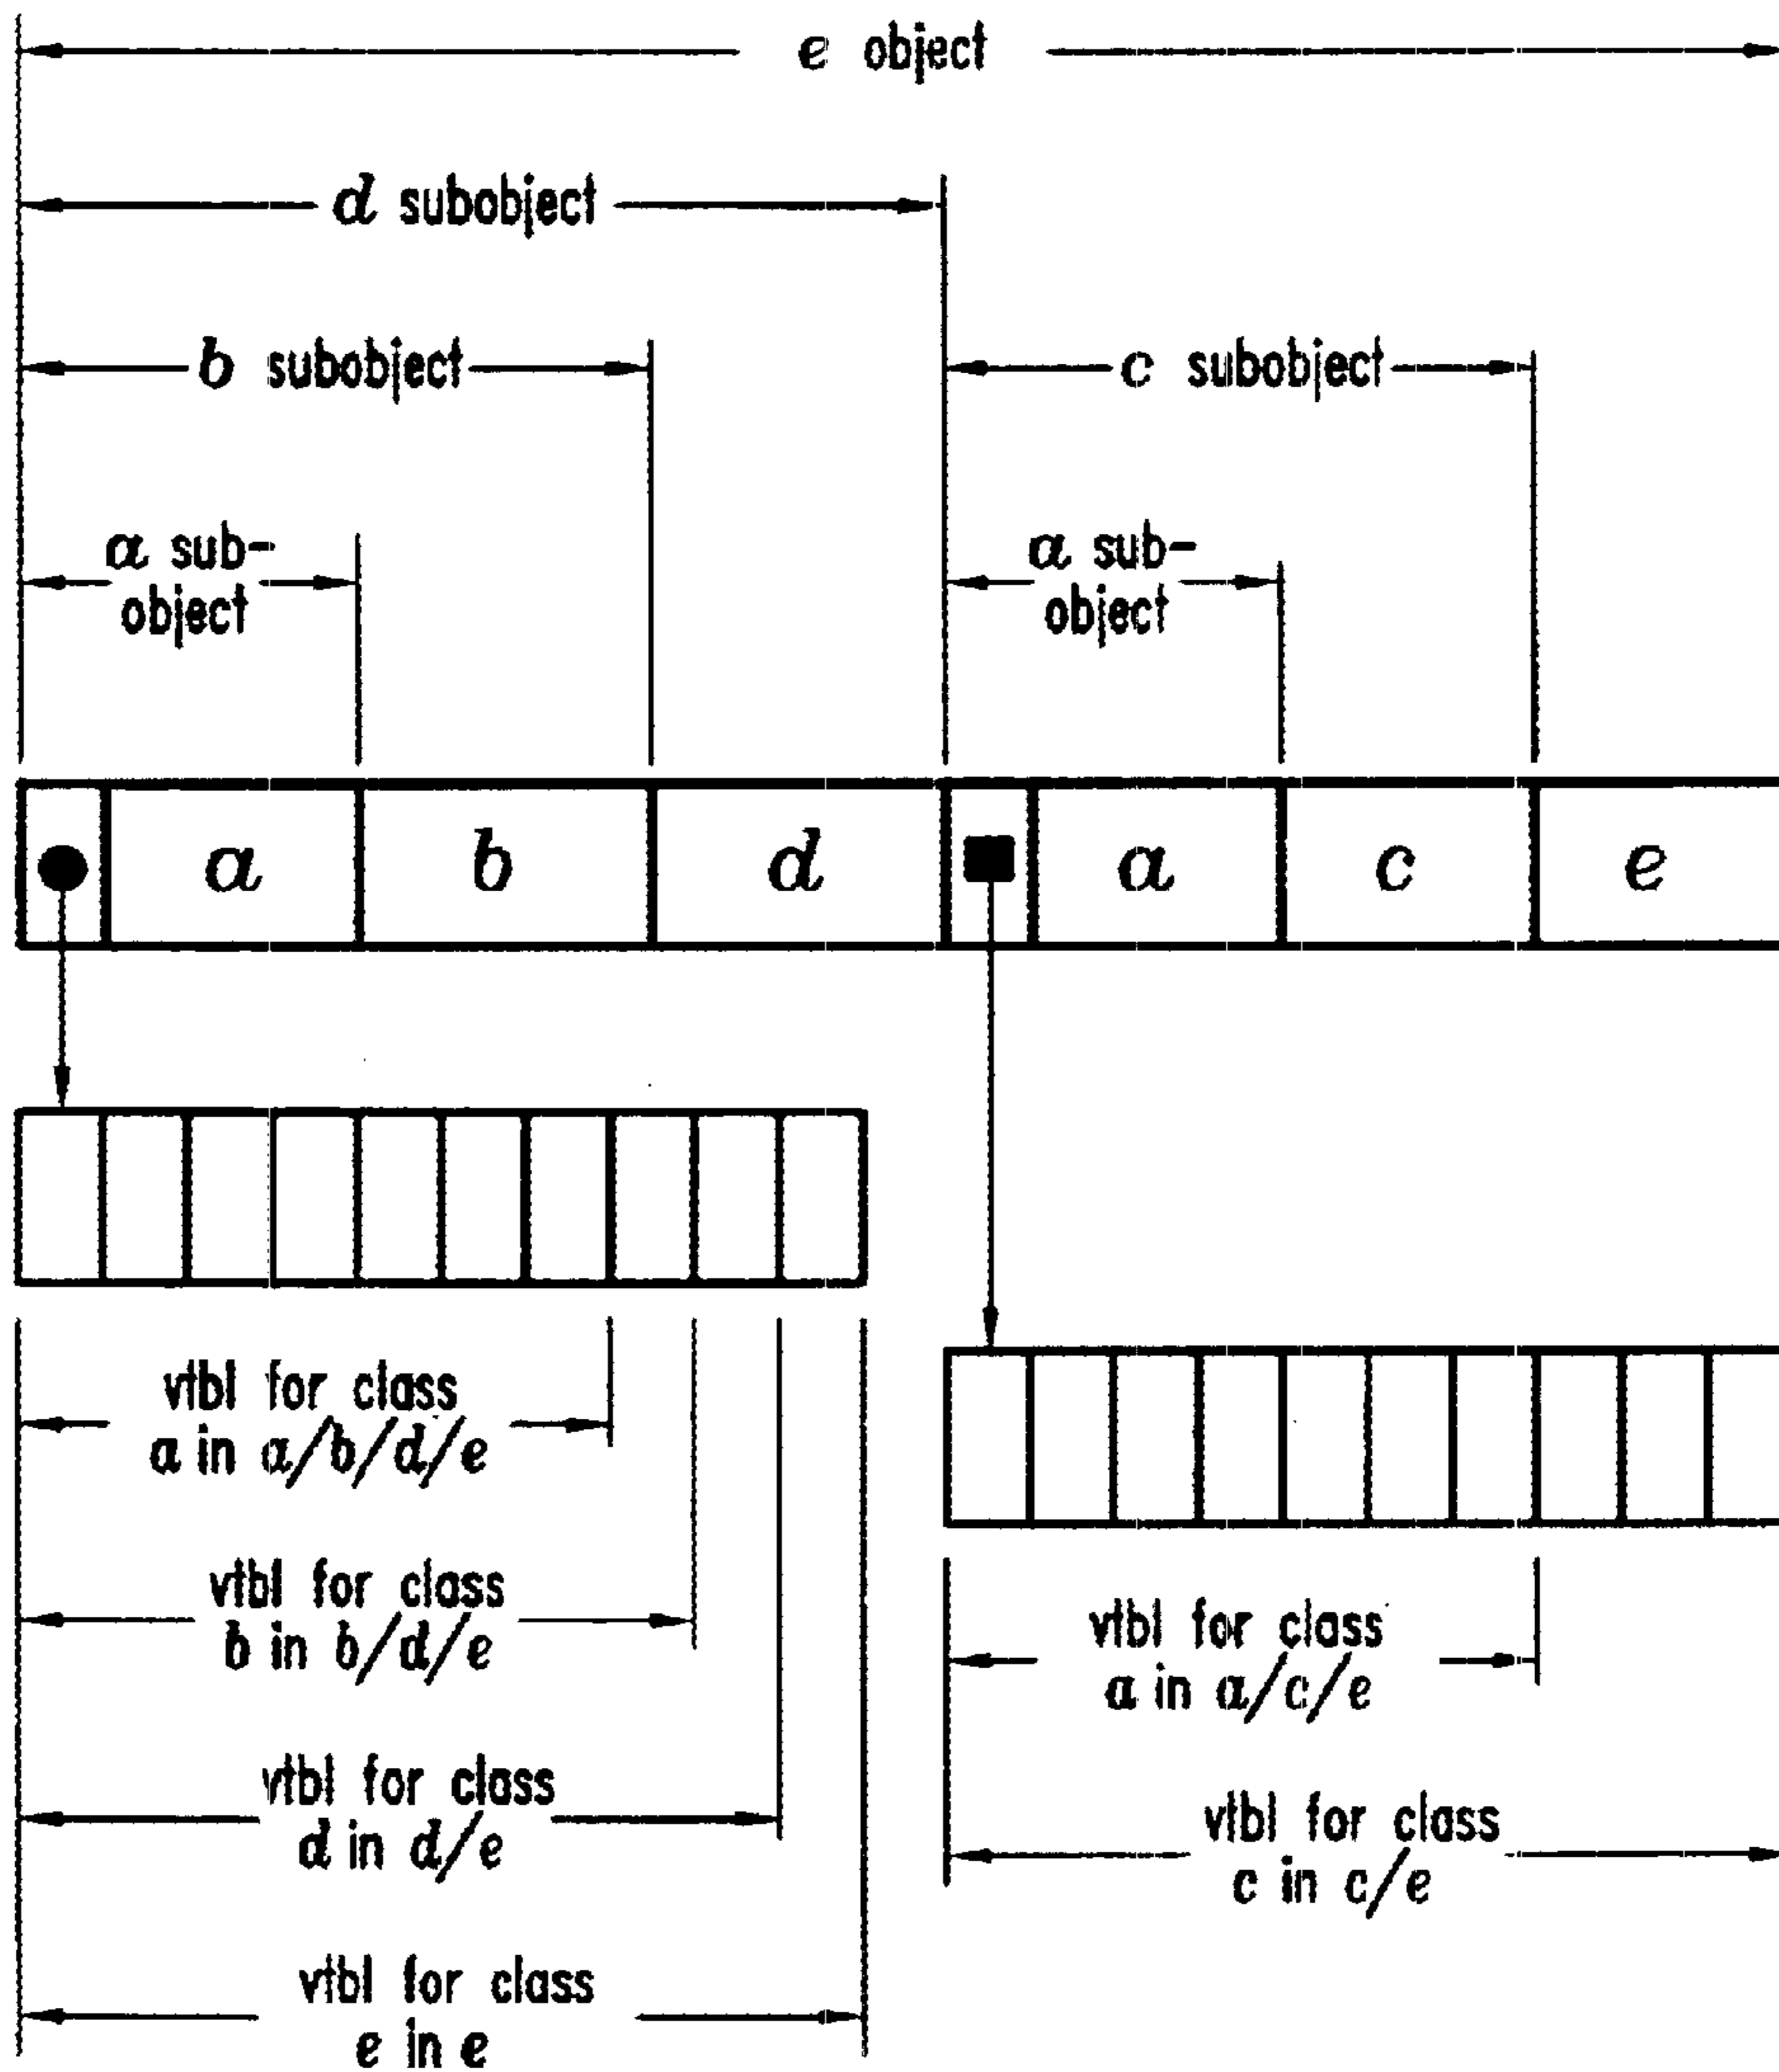 e object
d subobject
b subobject
c subobject
a sub-
object
a sub-
object
a b d a c e
vtbl for class
a in a/b/d/e
vtbl for class
b in b/d/e
vtbl for class
a in a/c/e
vtbl for class
d in d/e
vtbl for class
c in c/e
vtbl for class
e in e